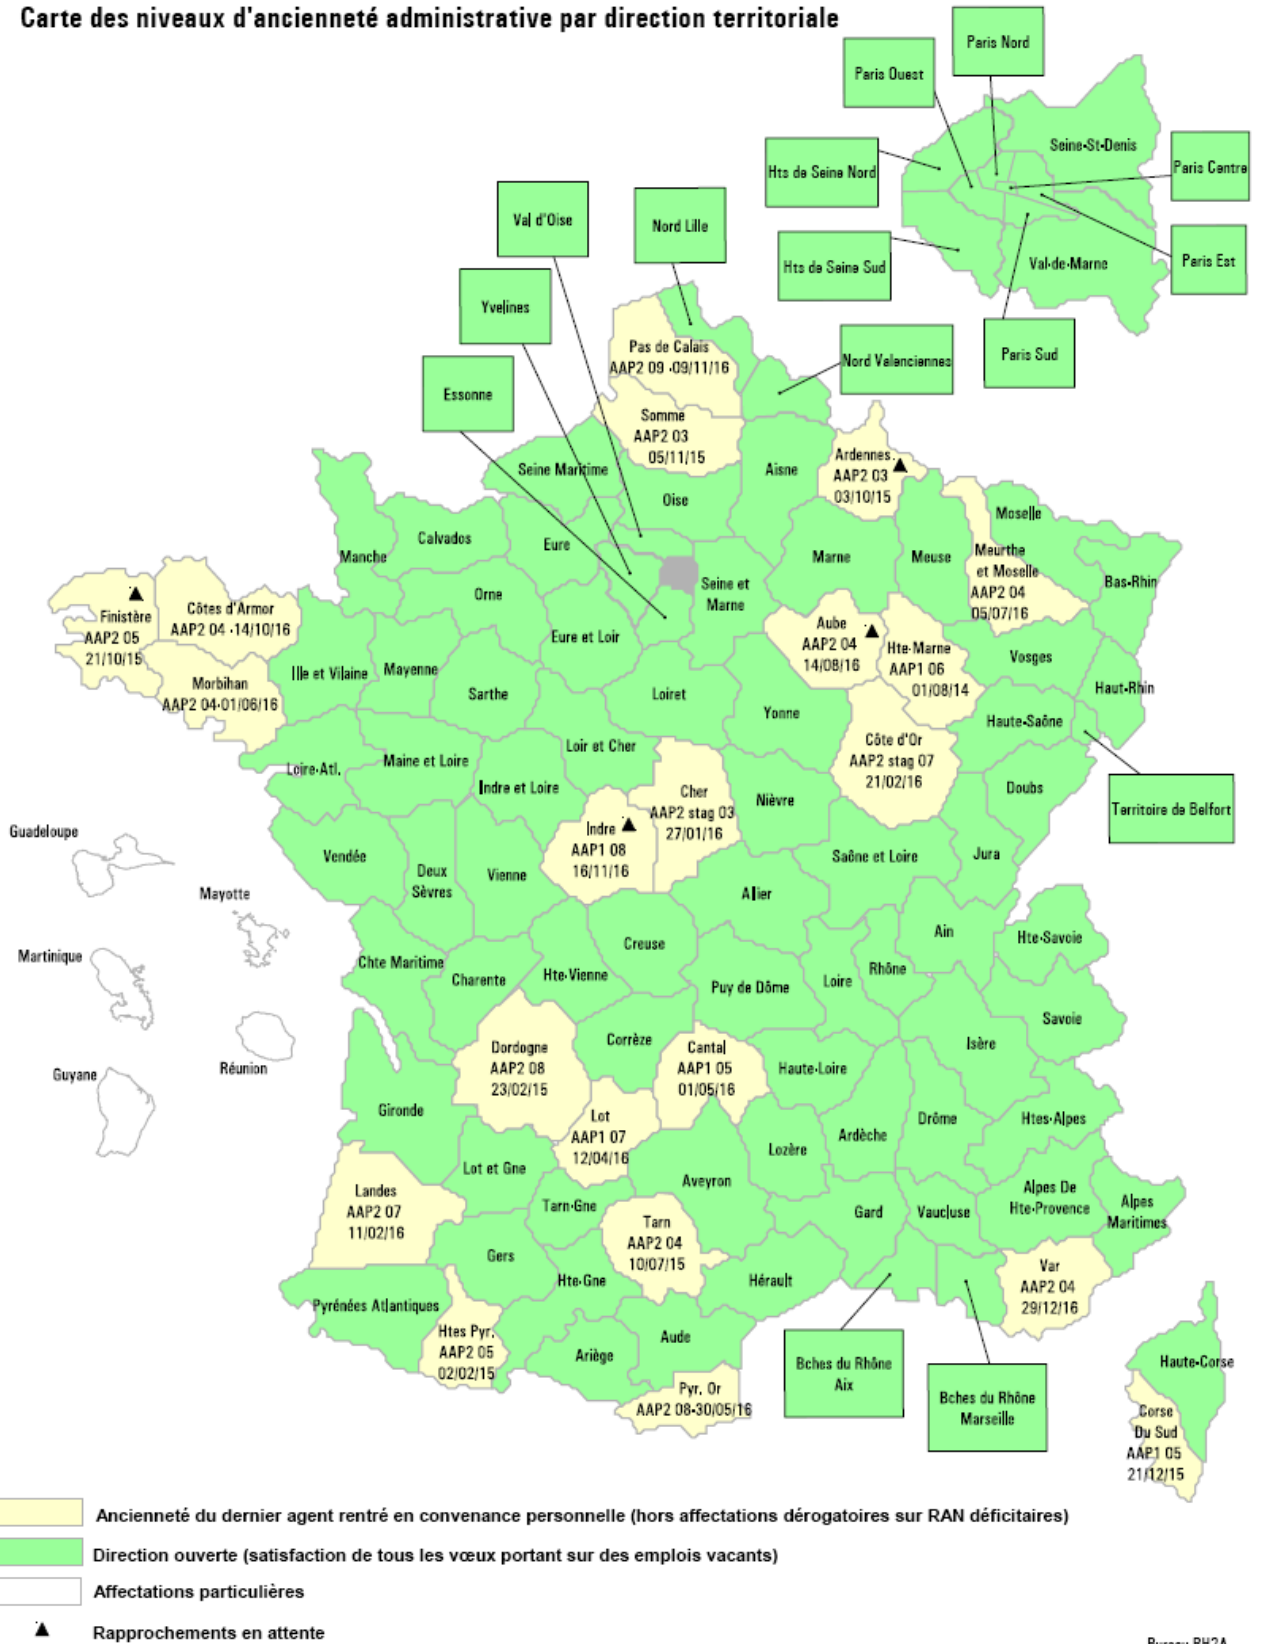 Carte des niveaux d'ancienneté administrative par direction territoriale
Paris Nord
Paris Ouest
Seine-St-Denis
Hts de Seine Nord
Paris Centre
Val d'Oise
Nord Lille
Hts de Seine Sud
Val-de-Marne
Paris Est
Yvelines
Pas de Calais
AAP2 09 -09/11/16
Nord Valenciennes
Paris Sud
Essonne
Somme
AAP2 03
05/11/15
Seine Maritime
Aisne
Ardennes
AAP2 03
03/10/15
Oise
Moselle
Calvados
Eure
Manche
Marne
Meuse
Meurthe
et Moselle
AAP2 04
05/07/16
Bas-Rhin
Seine et
Marne
Orne
Finistère
AAP2 05
21/10/15
Côtes d'Armor
AAP2 04 -14/10/16
Eure et Loir
Aube
AAP2 04
14/08/16
Hte-Marne
AAP1 06
01/08/14
Vosges
Ille et Vilaine
Mayenne
Morbihan
AAP2 04-01/06/16
Sarthe
Loiret
Yonne
Haut-Rhin
Haute-Saône
Côte d'Or
AAP2 stag 07
21/02/16
Loir et Cher
Loire-Atl.
Maine et Loire
Indre et Loire
Cher
AAP2 stag 03
27/01/16
Nièvre
Doubs
Territoire de Belfort
Guadeloupe
Indre
AAP1 08
16/11/16
Vendée
Deux
Sèvres
Vienne
Saône et Loire
Jura
Allier
Mayotte
Ain
Hte-Savoie
Creuse
Martinique
Chte Maritime
Charente
Hte-Vienne
Puy de Dôme
Loire
Rhône
Savoie
Isère
Corrèze
Dordogne
AAP2 08
23/02/15
Cantal
AAP1 05
01/05/16
Haute-Loire
Réunion
Guyane
Gironde
Lot
AAP1 07
12/04/16
Drôme
Htes-Alpes
Ardèche
Lozère
Lot et Gne
Aveyron
Landes
AAP2 07
11/02/16
Tarn-Gne
Gard
Vaucluse
Alpes De
Hte-Provence
Alpes
Maritimes
Tarn
AAP2 04
10/07/15
Gers
Hte-Gne
Hérault
Var
AAP2 04
29/12/16
Pyrénées Atlantiques
Htes Pyr.
AAP2 05
02/02/15
Aude
Ariège
Bches du Rhône
Aix
Haute-Corse
Pyr. Or
AAP2 08-30/05/16
Bches du Rhône
Marseille
Corse
Du Sud
AAP1 05
21/12/15
Ancienneté du dernier agent rentré en convenance personnelle (hors affectations dérogatoires sur RAN déficitaires)
Direction ouverte (satisfaction de tous les vœux portant sur des emplois vacants)
Affectations particulières
Rapprochements en attente
Bureau RH2A